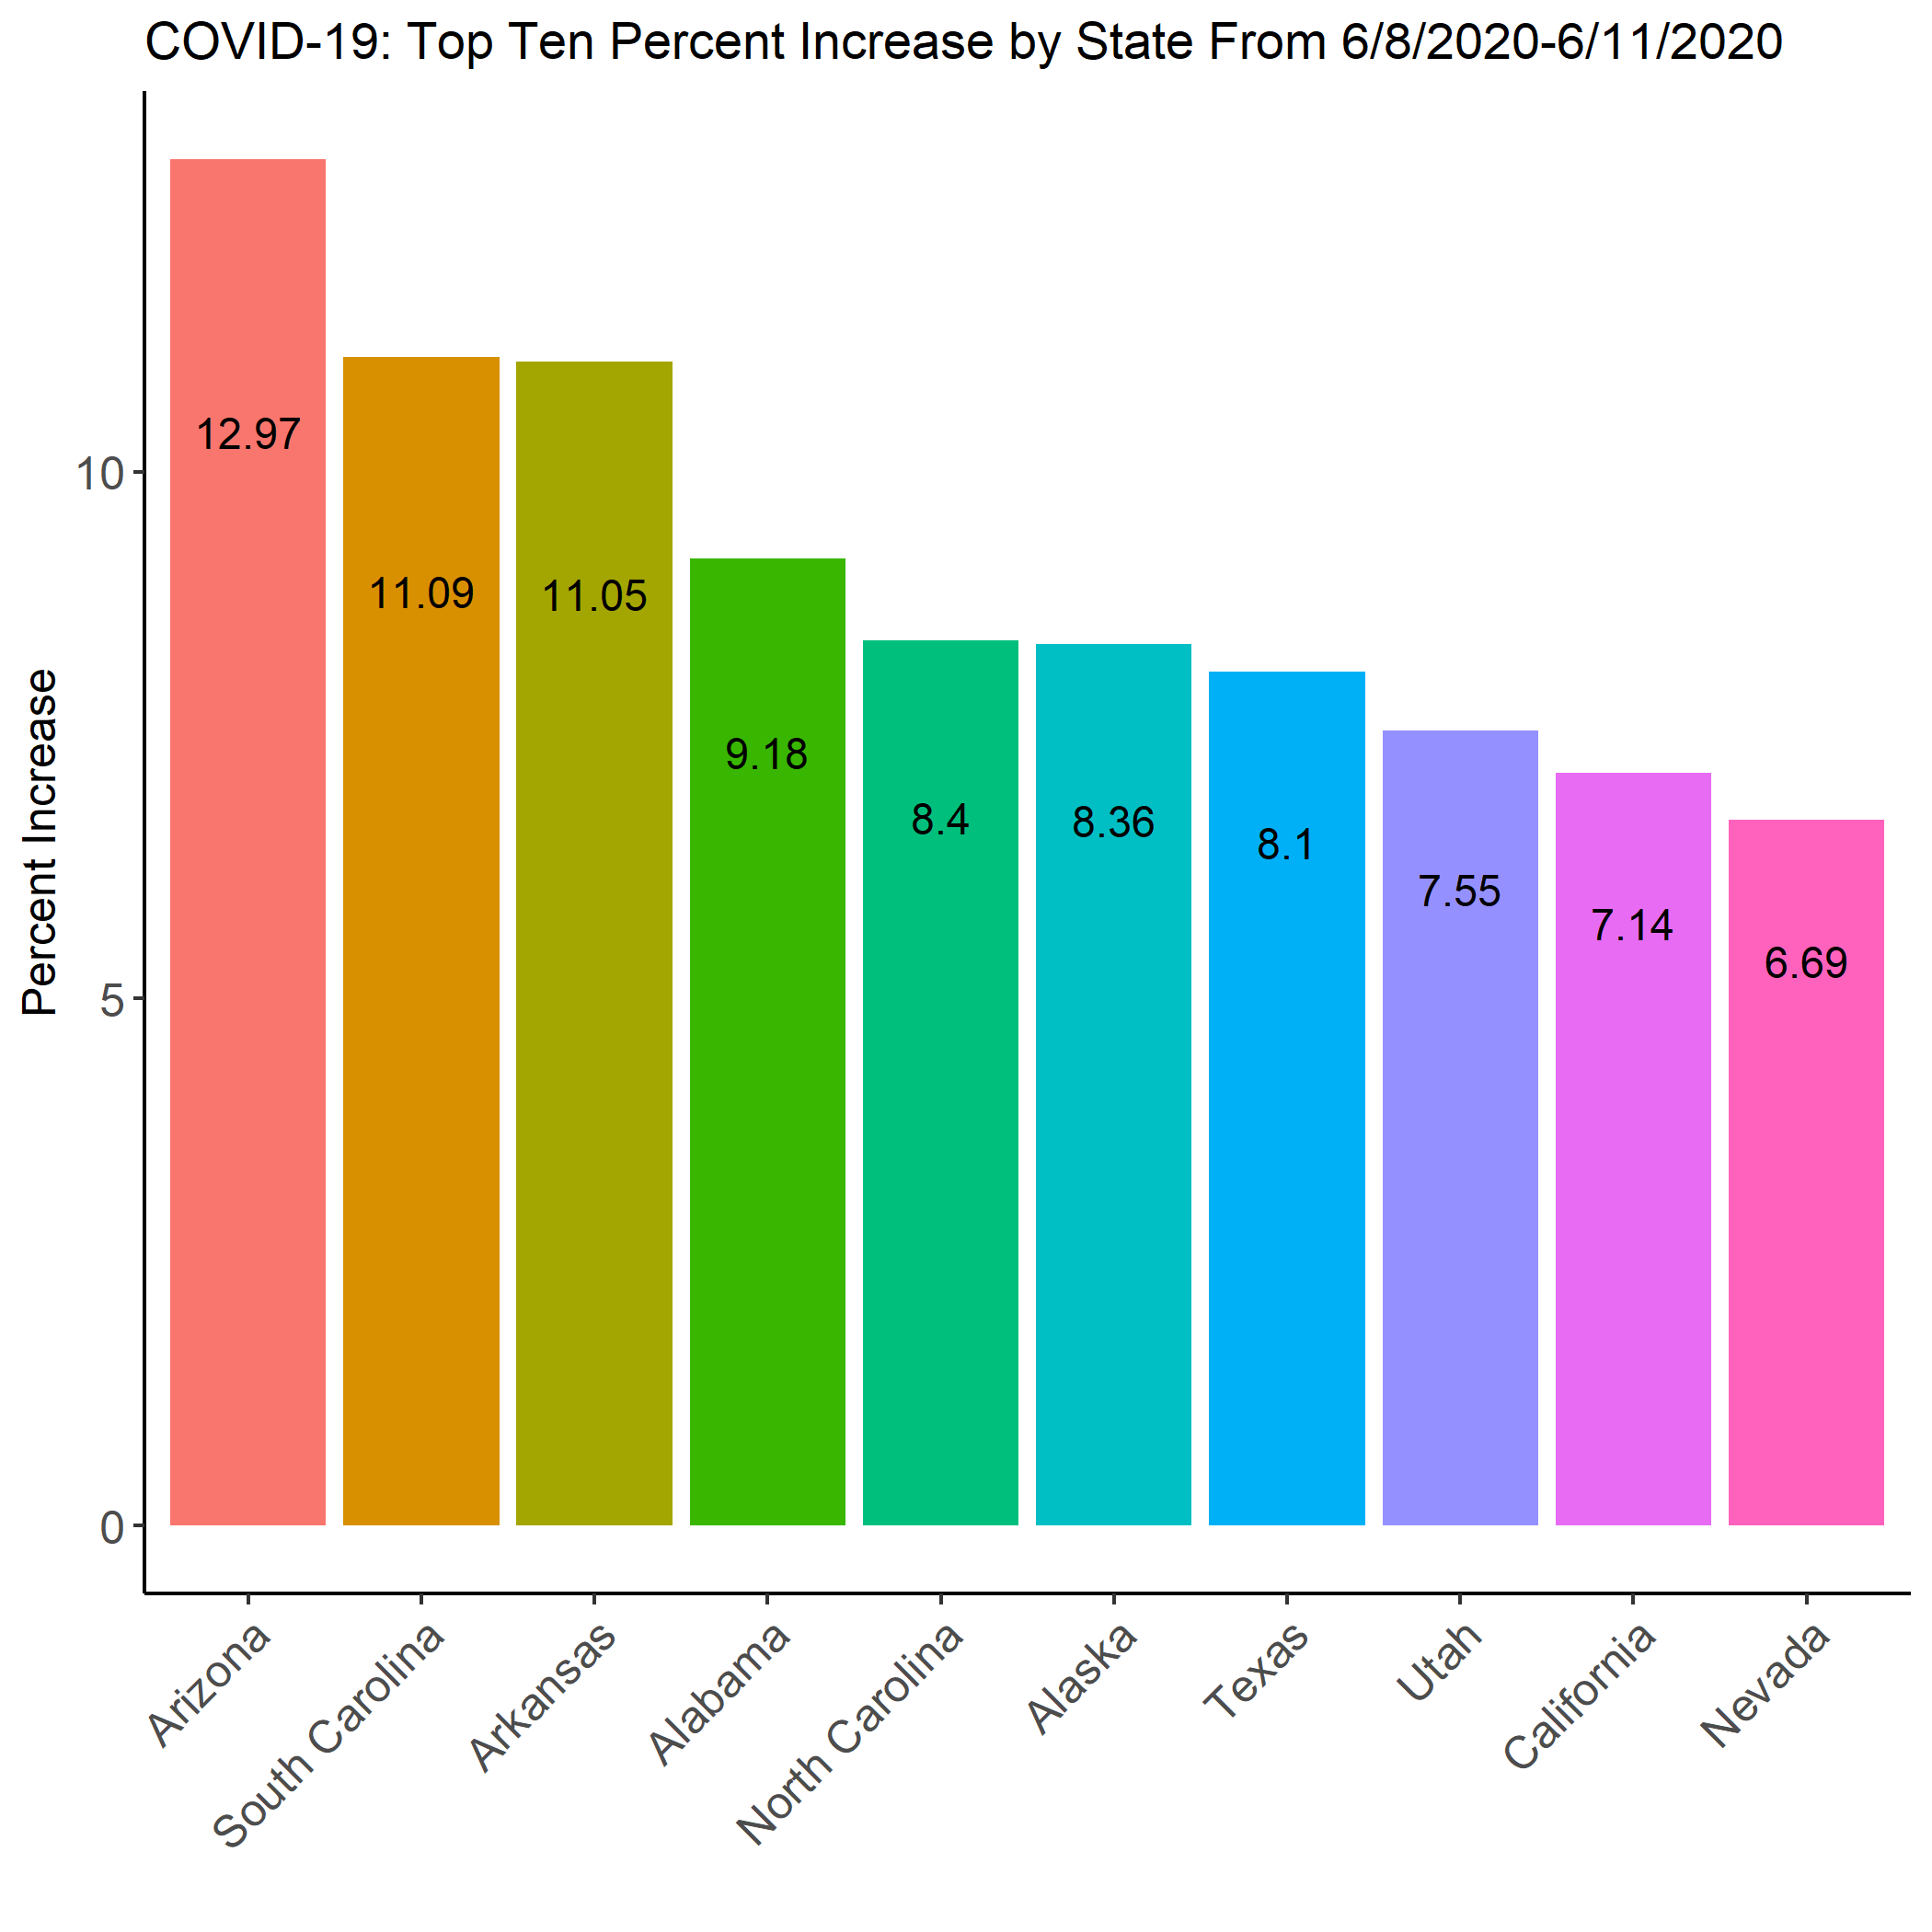 COVID-19: Top Ten Percent Increase by State From 6/8/2020-6/11/2020
Percent Increase
10
5
0
12.97
11.09
11.05
9.18
8.4
8.36
8.1
7.55
7.14
6.69
Arizona
South Carolina
Arkansas
Alabama
North Carolina
Alaska
Texas
Utah
California
Nevada